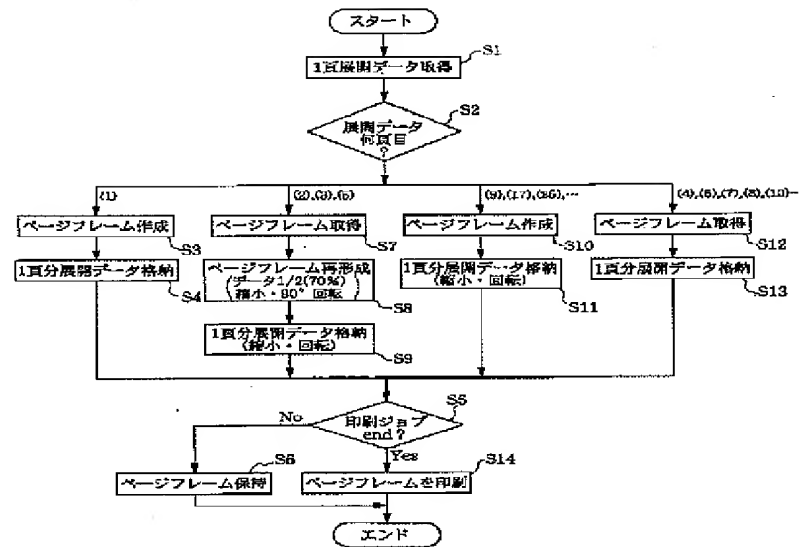 スタート
S1
1頁展開データ取得
S2
展開データ
何頁目
?
(1)
(2),(3),(5)
(9),(17),(25),…
(4),(6),(7),(8),(10)~
ページフレーム作成
S3
ページフレーム取得
S7
ページフレーム作成
S10
ページフレーム取得
S12
1頁分展開データ格納
S4
ページフレーム再形成
(データ1/2(70%)
縮小・90°回転)
S8
1頁分展開データ格納
(縮小・回転)
S11
1頁分展開データ格納
S13
1頁分展開データ格納
(縮小・回転)
S9
S5
印刷ジョブ
end?
No
Yes
S6
ページフレーム保持
S14
ページフレームを印刷
エンド